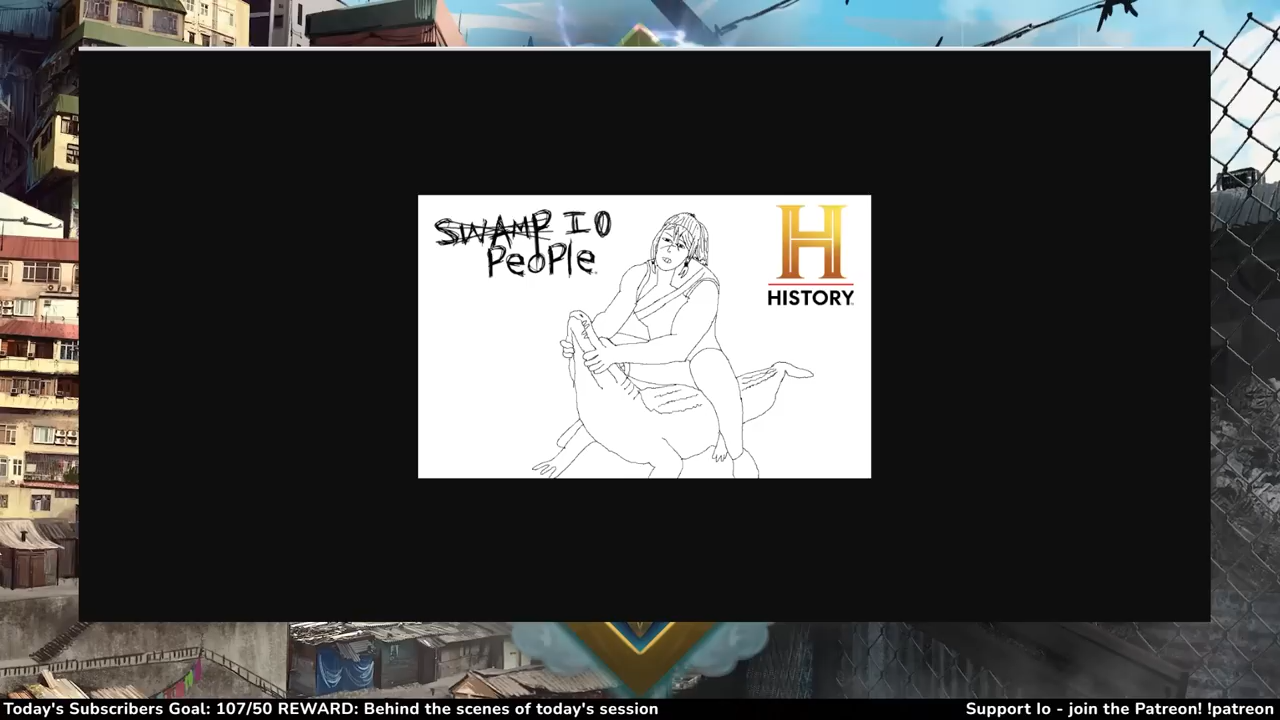 SWAMP IO
PeoPle.
H
HISTORY
Today's Subscribers Goal: 107/50 REWARD: Behind the scenes of today's session
Support Io - join the Patreon! !patreon